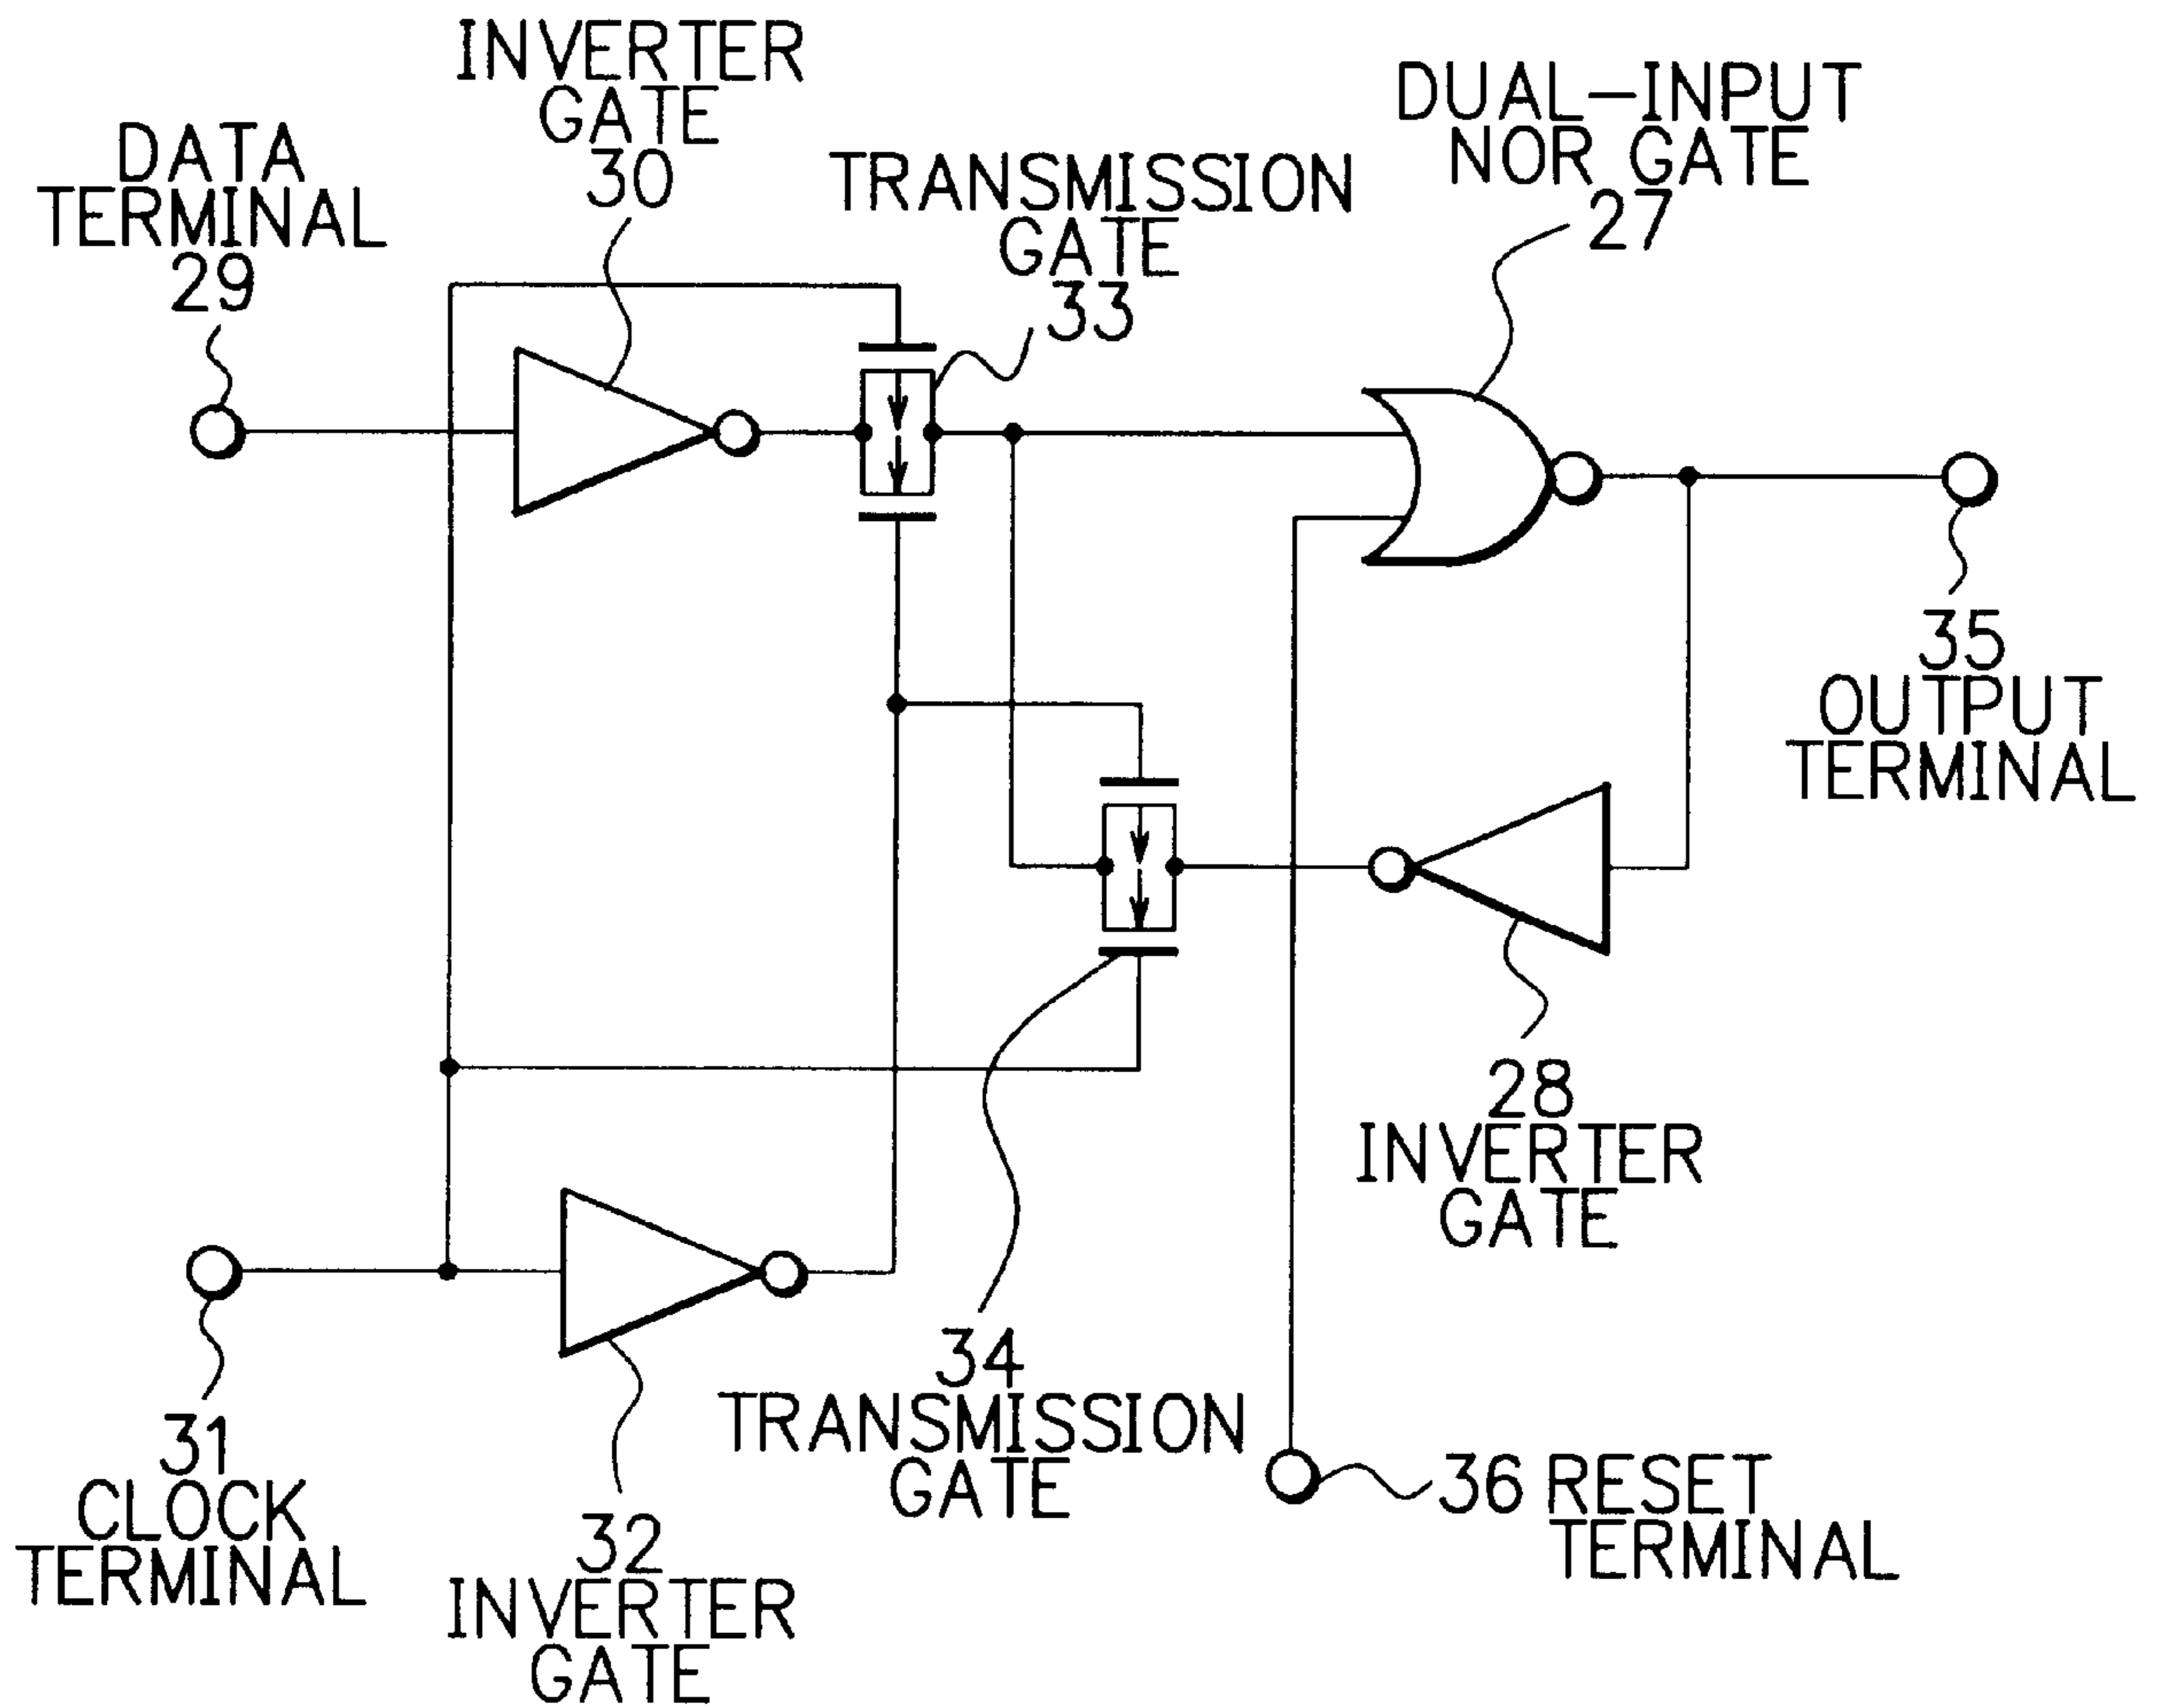 INVERTER
GATE
30
DUAL-INPUT
NOR GATE
27
DATA
TERMINAL
29
TRANSMISSION
GATE
33
35
OUTPUT
TERMINAL
28
INVERTER
GATE
34
TRANSMISSION
GATE
31
CLOCK
TERMINAL
36 RESET
TERMINAL
32
INVERTER
GATE